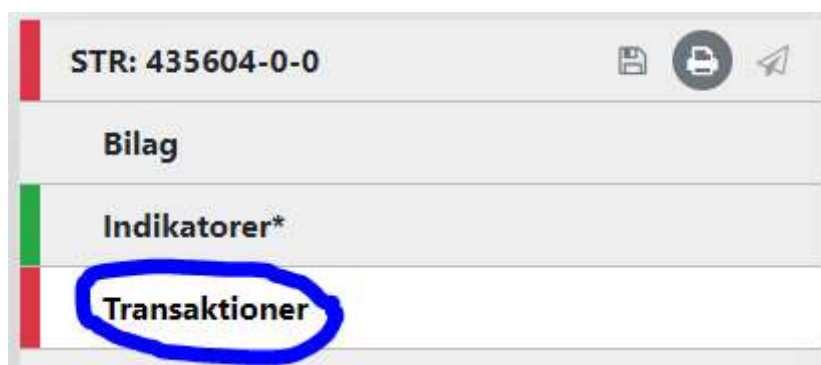 STR: 435604-0-0
Bilag
Indikatorer*
Transaktioner